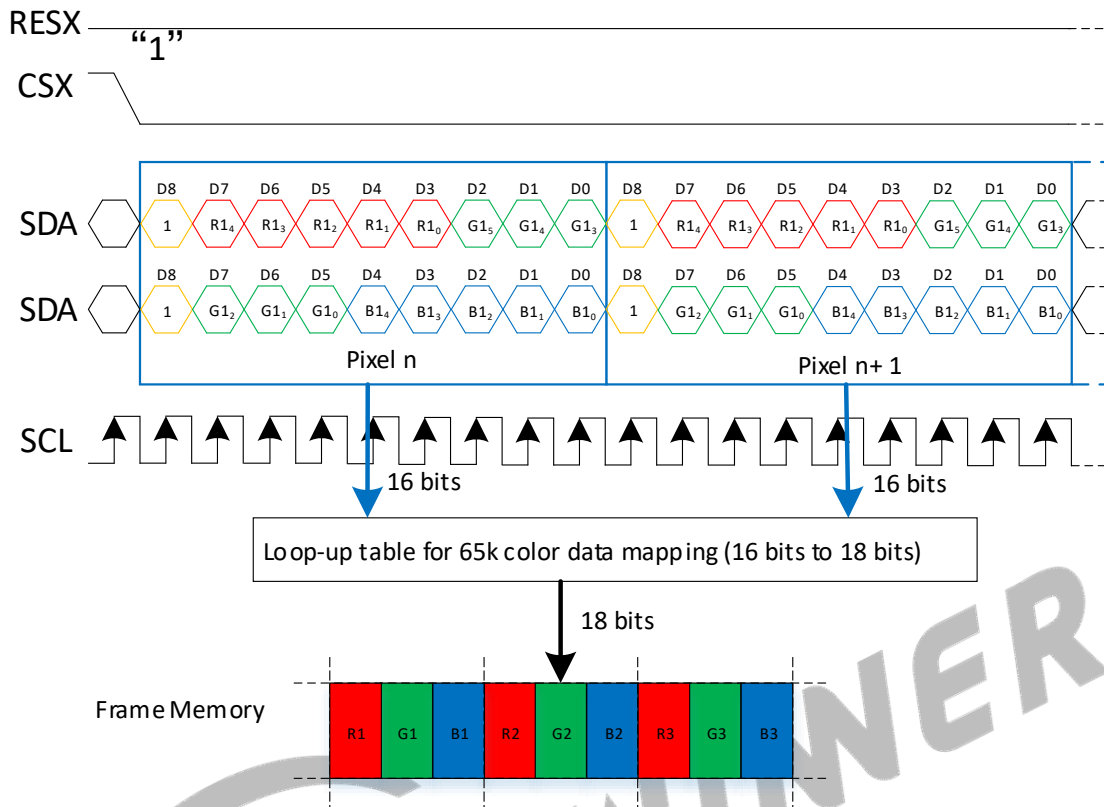 RESX
“1”
CSX
D8 D7 D6 D5 D4 D3 D2 D1 D0 D8 D7 D6 D5 D4 D3 D2 D1 D0
SDA 1 R1₄ R1₃ R1₂ R1₁ R1₀ G1₅ G1₄ G1₃ 1 R1₄ R1₃ R1₂ R1₁ R1₀ G1₅ G1₄ G1₃
D8 D7 D6 D5 D4 D3 D2 D1 D0 D8 D7 D6 D5 D4 D3 D2 D1 D0
SDA 1 G1₂ G1₁ G1₀ B1₄ B1₃ B1₂ B1₁ B1₀ 1 G1₂ G1₁ G1₀ B1₄ B1₃ B1₂ B1₁ B1₀
Pixel n Pixel n+ 1
SCL
16 bits 16 bits
Loop-up table for 65k color data mapping (16 bits to 18 bits)
18 bits
Frame Memory
R1 G1 B1 R2 G2 B2 R3 G3 B3